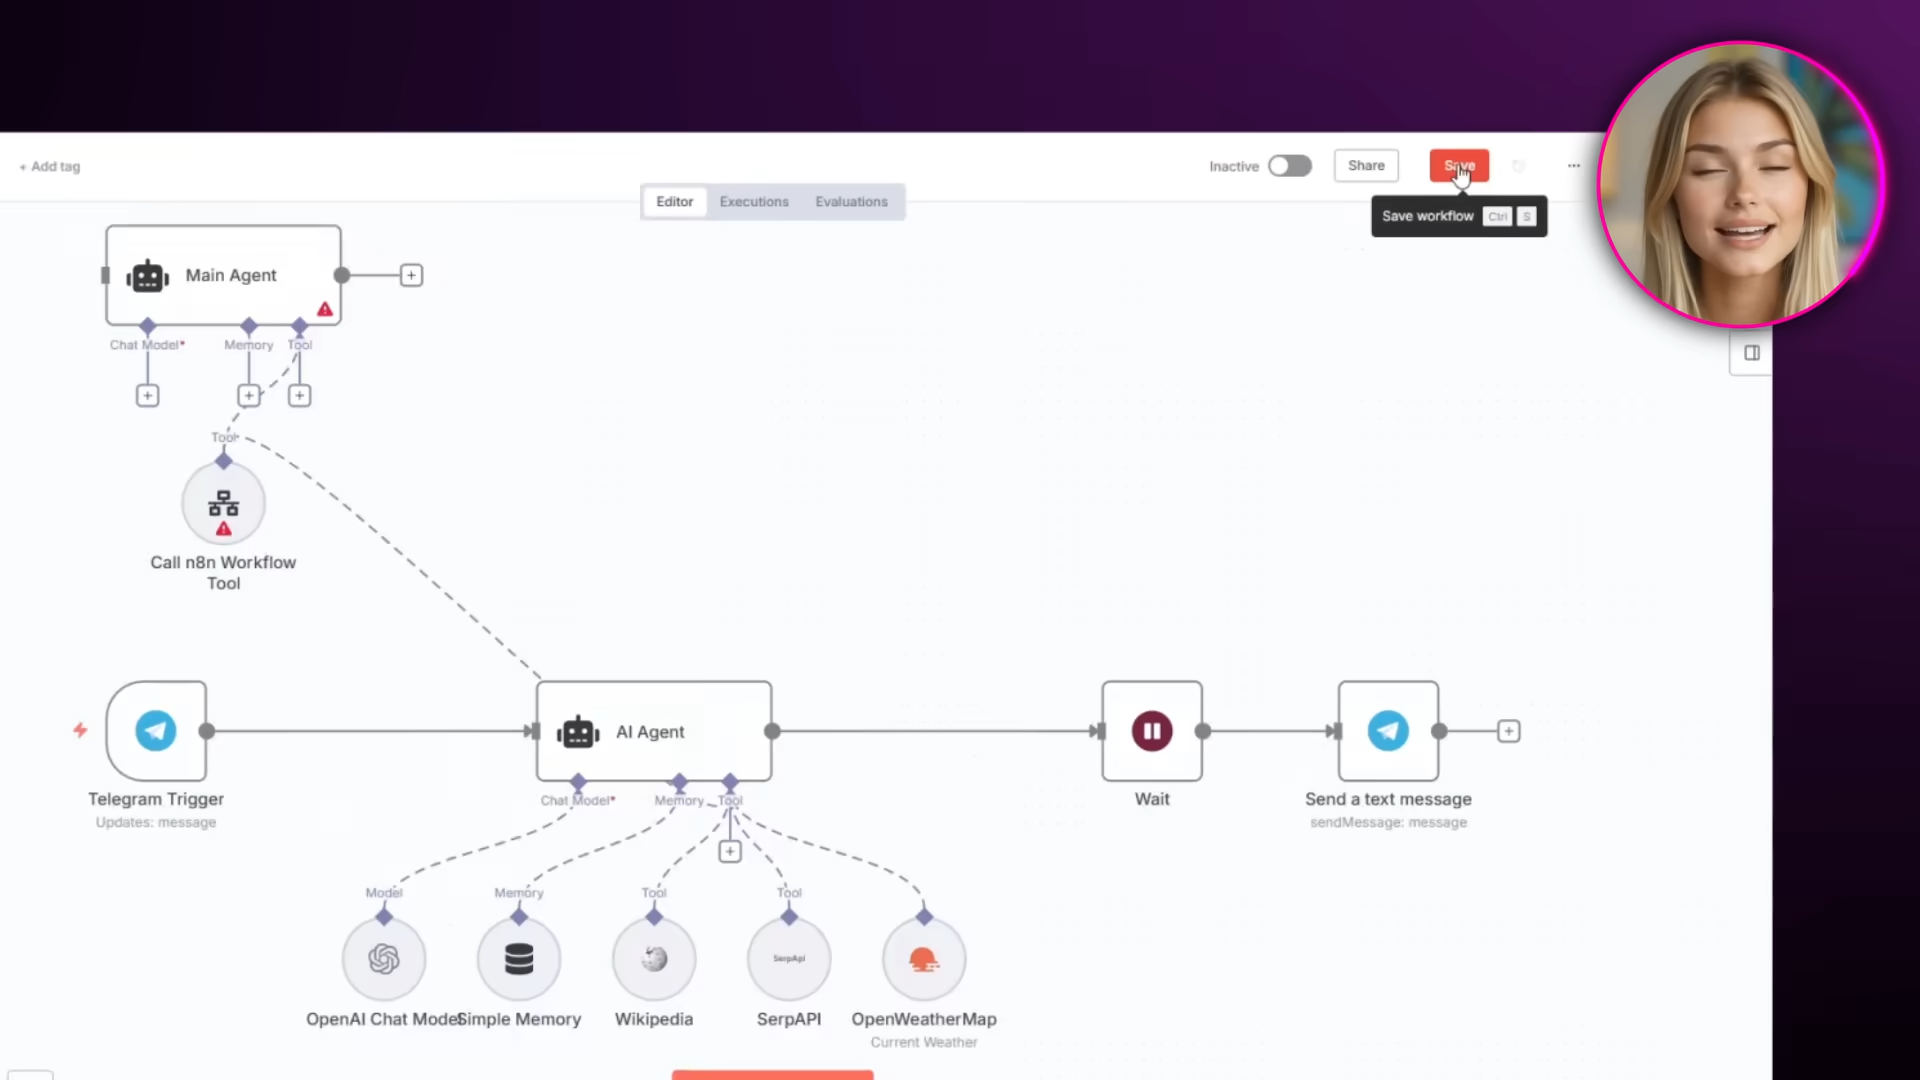 + Add tag
Inactive
Share
Save
Editor
Executions
Evaluations
Save workflow Ctrl S
Main Agent
Chat Model*
Memory
Tool
Tool
Call n8n Workflow
Tool
AI Agent
Telegram Trigger
Updates: message
Chat Model*
Memory
Tool
Wait
Send a text message
sendMessage: message
Model
Memory
Tool
Tool
SerpApi
OpenAI Chat Model
Simple Memory
Wikipedia
SerpAPI
OpenWeatherMap
Current Weather